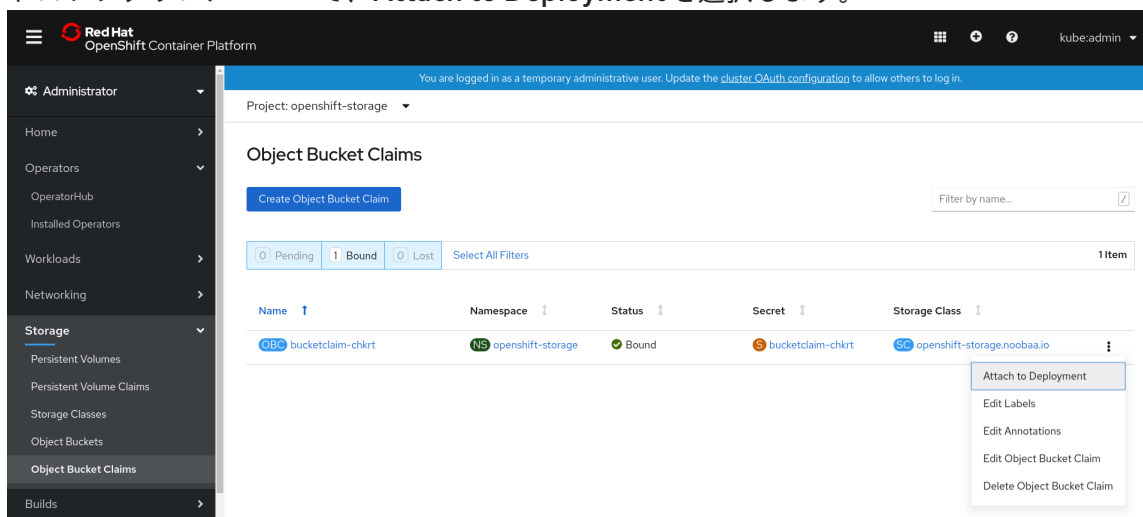 Attach to Deployment を選択します。
Red Hat
OpenShift Container Platform
kube:admin
Administrator
You are logged in as a temporary administrative user. Update the cluster OAuth configuration to allow others to log in.
Project: openshift-storage
Home
Operators
OperatorHub
Installed Operators
Workloads
Networking
Storage
Persistent Volumes
Persistent Volume Claims
Storage Classes
Object Buckets
Object Bucket Claims
Builds
Object Bucket Claims
Create Object Bucket Claim
Filter by name...
/
0 Pending 1 Bound 0 Lost Select All Filters 1 Item
Name Namespace Status Secret Storage Class
OBC bucketclaim-chkrt NS openshift-storage Bound S bucketclaim-chkrt SC openshift-storage.noobaa.io
Attach to Deployment
Edit Labels
Edit Annotations
Edit Object Bucket Claim
Delete Object Bucket Claim